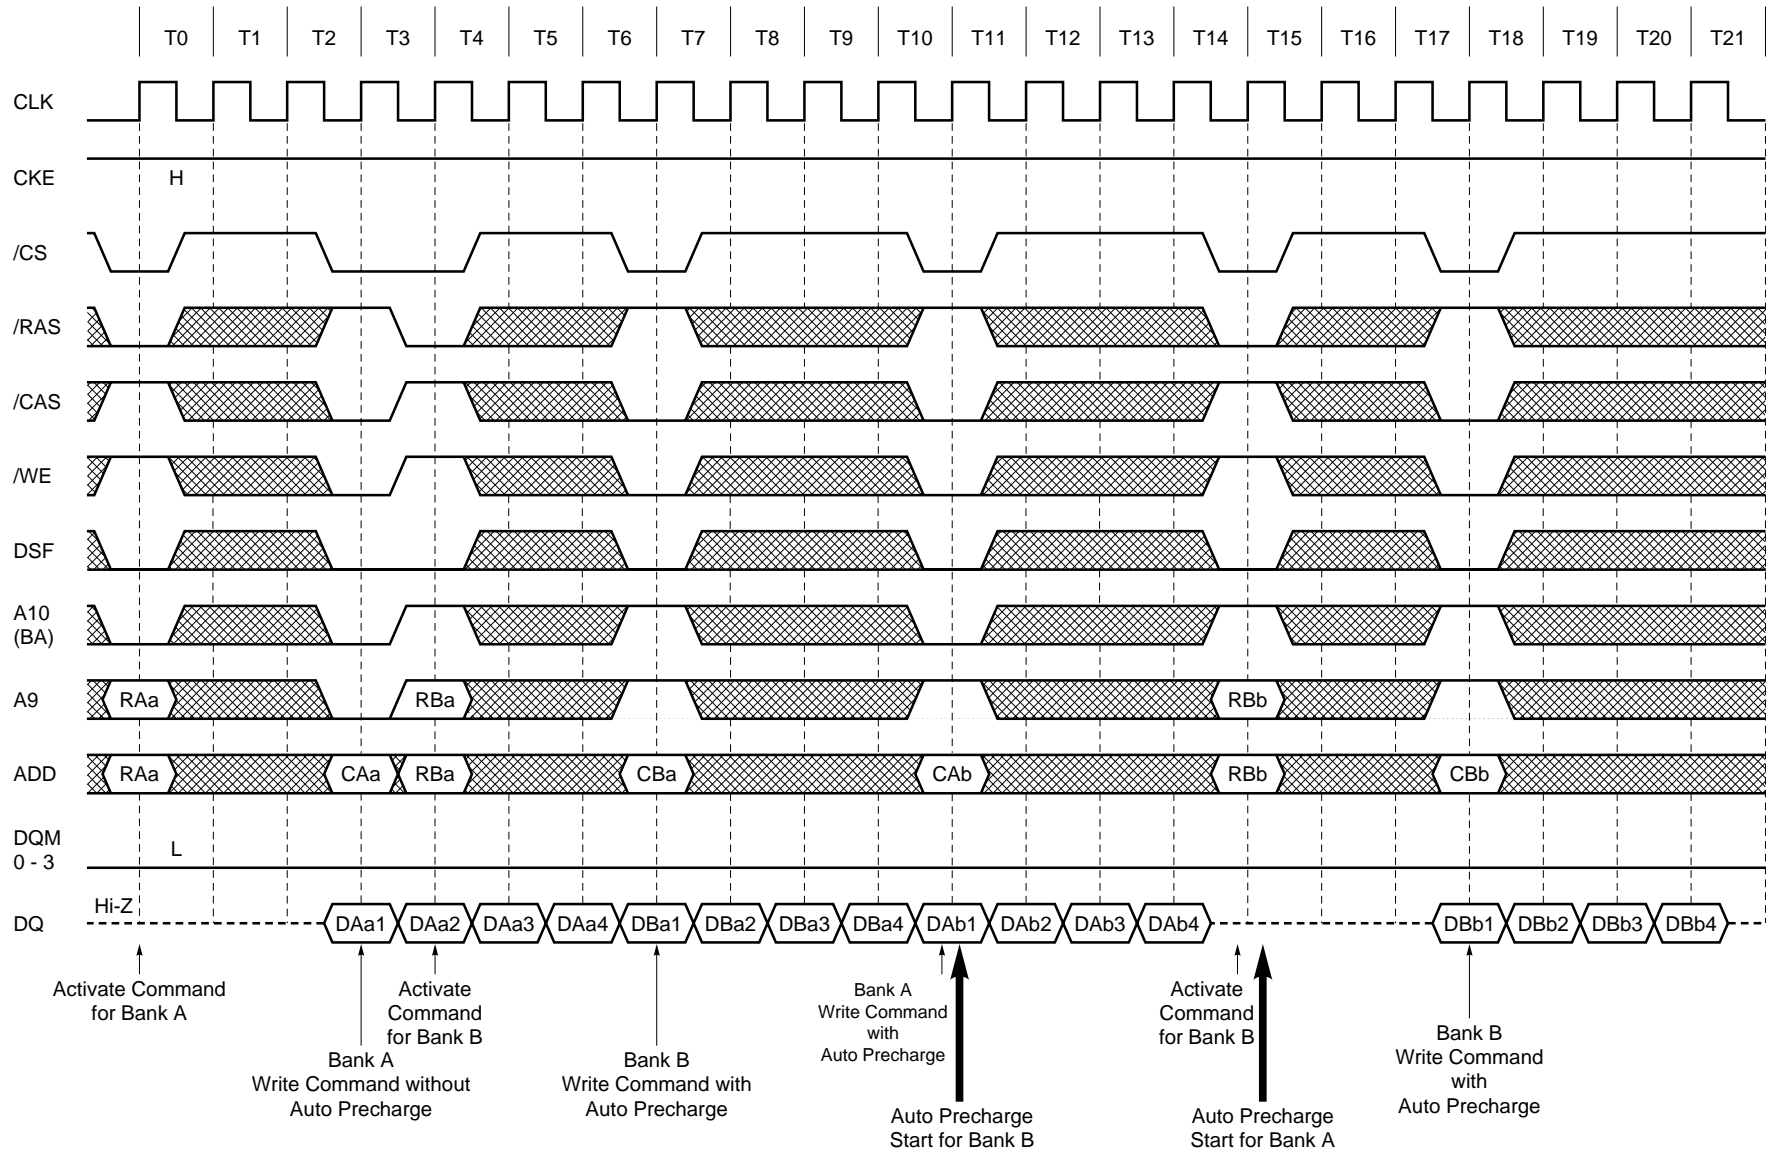 T0 T1 T2 T3 T4 T5 T6 T7 T8 T9 T10 T11 T12 T13 T14 T15 T16 T17 T18 T19 T20 T21
CLK
CKE H
/CS
/RAS
/CAS
/WE
DSF
A10
(BA)
A9 RAa RBa RBb
ADD RAa CAa RBa CBa CAb RBb CBb
DQM
0 - 3
L
DQ Hi-Z DAa1 DAa2 DAa3 DAa4 DBa1 DBa2 DBa3 DBa4 DAb1 DAb2 DAb3 DAb4 DBb1 DBb2 DBb3 DBb4
Activate Command
for Bank A
Bank A
Write Command without
Auto Precharge
Activate
Command
for Bank B
Bank B
Write Command with
Auto Precharge
Bank A
Write Command
with
Auto Precharge
Auto Precharge
Start for Bank B
Activate
Command
for Bank B
Auto Precharge
Start for Bank A
Bank B
Write Command
with
Auto Precharge